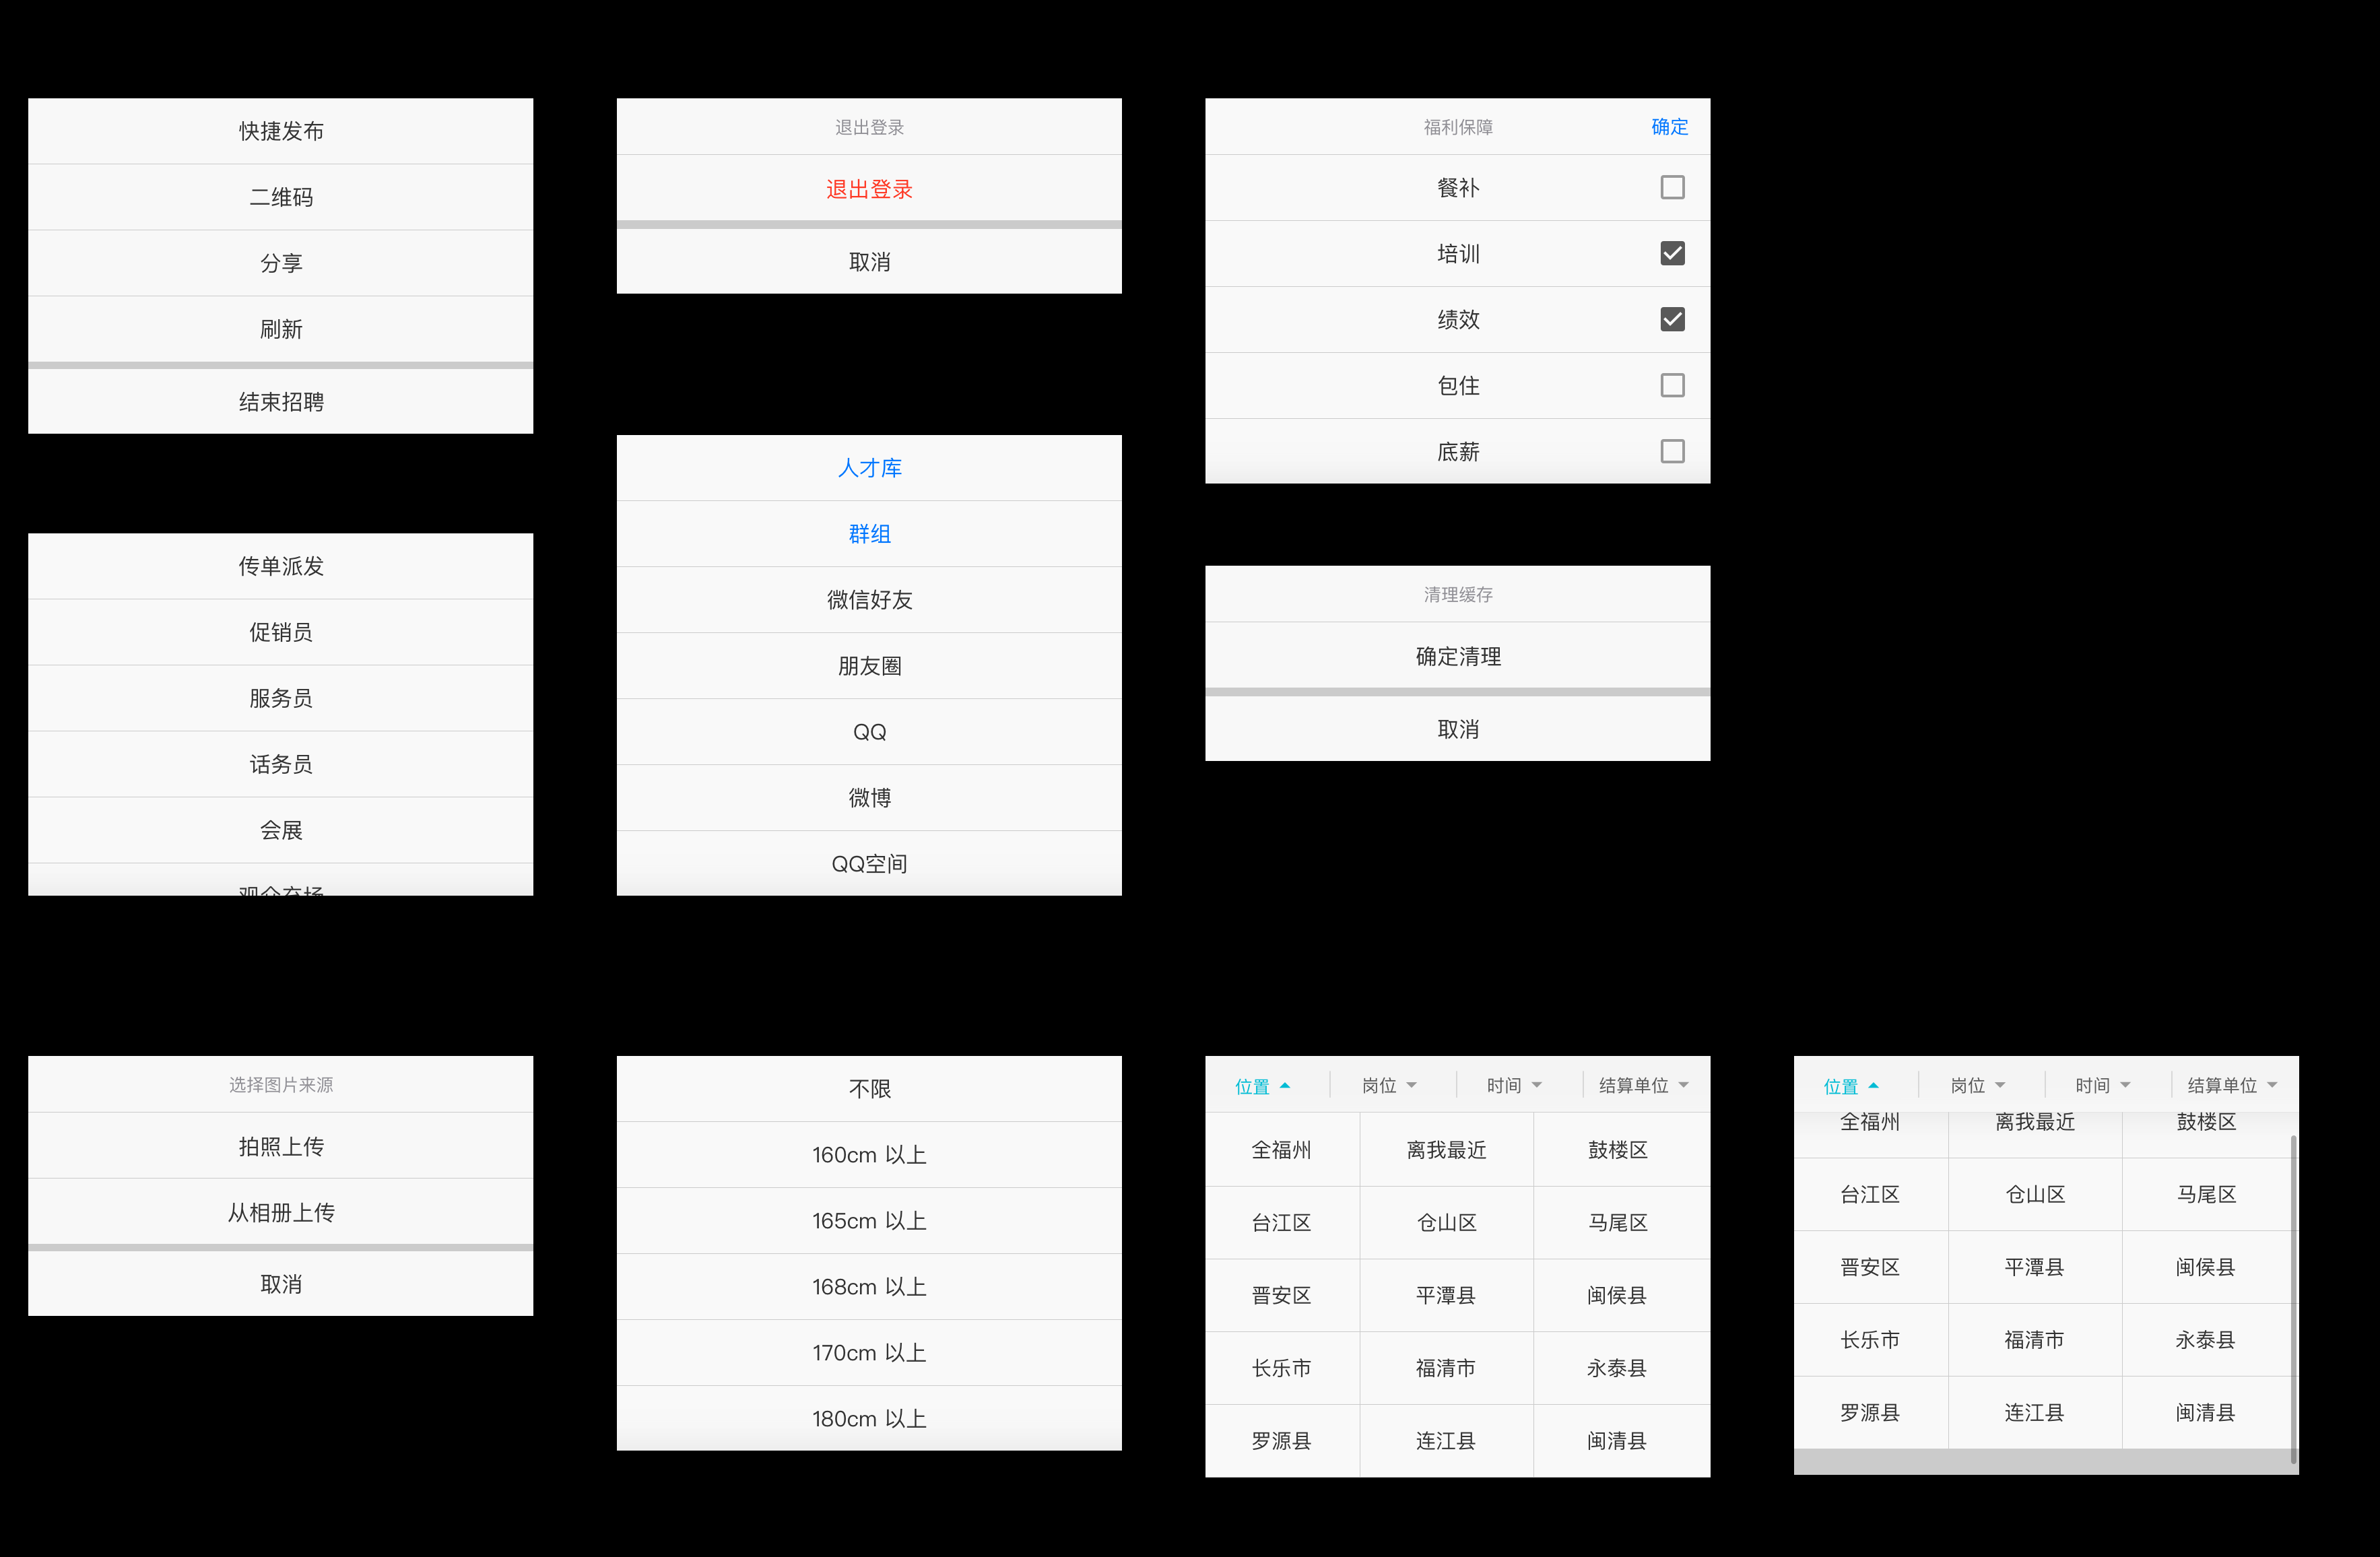 快捷发布
二维码
分享
刷新
结束招聘
退出登录
退出登录
取消
福利保障 确定
餐补
培训
绩效
包住
底薪
传单派发
促销员
服务员
话务员
会展
观众充场
人才库
群组
微信好友
朋友圈
QQ
微博
QQ空间
清理缓存
确定清理
取消
选择图片来源
拍照上传
从相册上传
取消
不限
160cm 以上
165cm 以上
168cm 以上
170cm 以上
180cm 以上
位置 岗位 时间 结算单位
全福州 离我最近 鼓楼区
台江区 仓山区 马尾区
晋安区 平潭县 闽侯县
长乐市 福清市 永泰县
罗源县 连江县 闽清县
位置 岗位 时间 结算单位
全福州 离我最近 鼓楼区
台江区 仓山区 马尾区
晋安区 平潭县 闽侯县
长乐市 福清市 永泰县
罗源县 连江县 闽清县